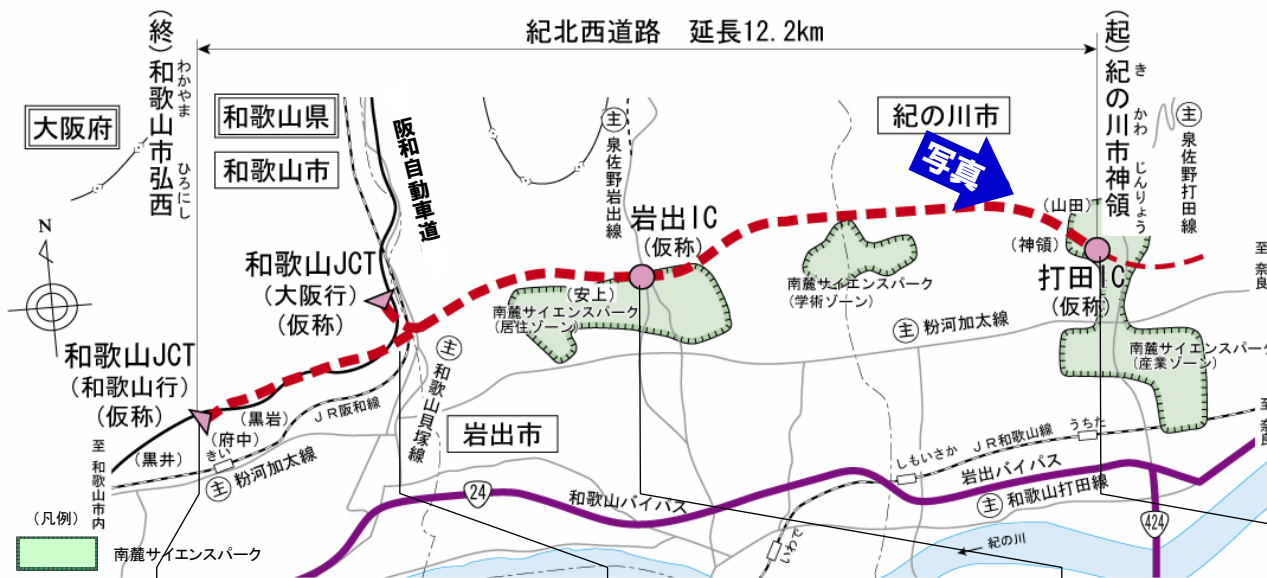 紀北西道路 延長12.2km
(終)和歌山市弘西
わかやま
ひろにし
(起)紀の川市神領
き
かわ
じんりょう
大阪府
和歌山県
和歌山市
阪和自動車道
主
泉佐野岩出線
紀の川市
写真
主
泉佐野打田線
N
岩出IC
(仮称)
(山田)
(神領)
打田IC
(仮称)
至
奈良
和歌山JCT
(大阪行)
(仮称)
(安上)
南麓サイエンスパーク
(居住ゾーン)
南麓サイエンスパーク
(学術ゾーン)
主 粉河加太線
和歌山JCT
(和歌山行)
(仮称)
主 和歌山貝塚線
南麓サイエンスパーク
(産業ゾーン)
(黒岩)
JR阪和線
(府中)
きい
(黒井)
至 和歌山市内
主 粉河加太線
岩出市
しもいさか
JR和歌山線
うちた
至
奈良
24
和歌山バイパス
岩出バイパス
主 和歌山打田線
424
紀の川
(凡例)
南麓サイエンスパーク